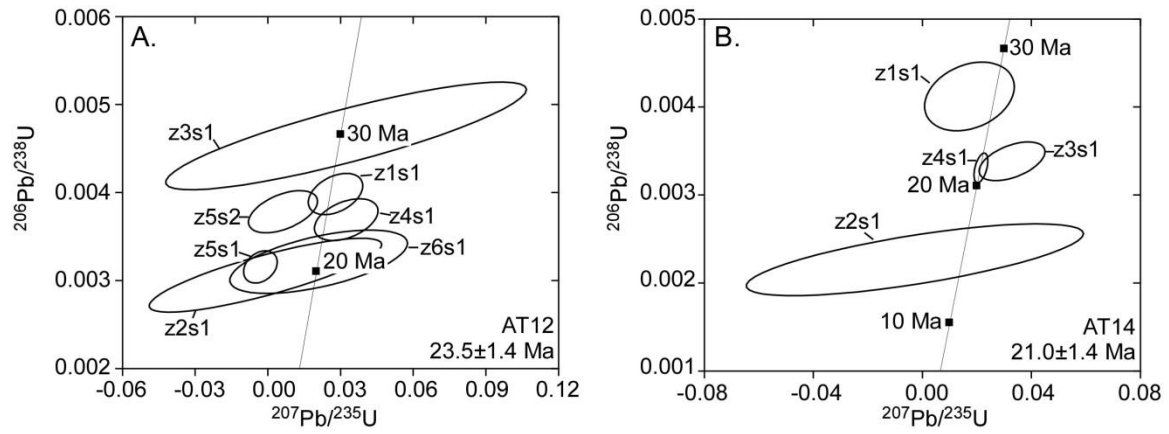 A.
0.006
0.005
0.004
0.003
0.002
²⁰⁶Pb/²³⁸U
z3s1
30 Ma
z1s1
z5s2
z4s1
z5s1
z6s1
20 Ma
z2s1
AT12
23.5±1.4 Ma
-0.06 -0.03 0.00 0.03 0.06 0.09 0.12
²⁰⁷Pb/²³⁵U
B.
0.005
0.004
0.003
0.002
0.001
²⁰⁶Pb/²³⁸U
30 Ma
z1s1
z4s1
z3s1
20 Ma
z2s1
10 Ma
AT14
21.0±1.4 Ma
-0.08 -0.04 0.00 0.04 0.08
²⁰⁷Pb/²³⁵U